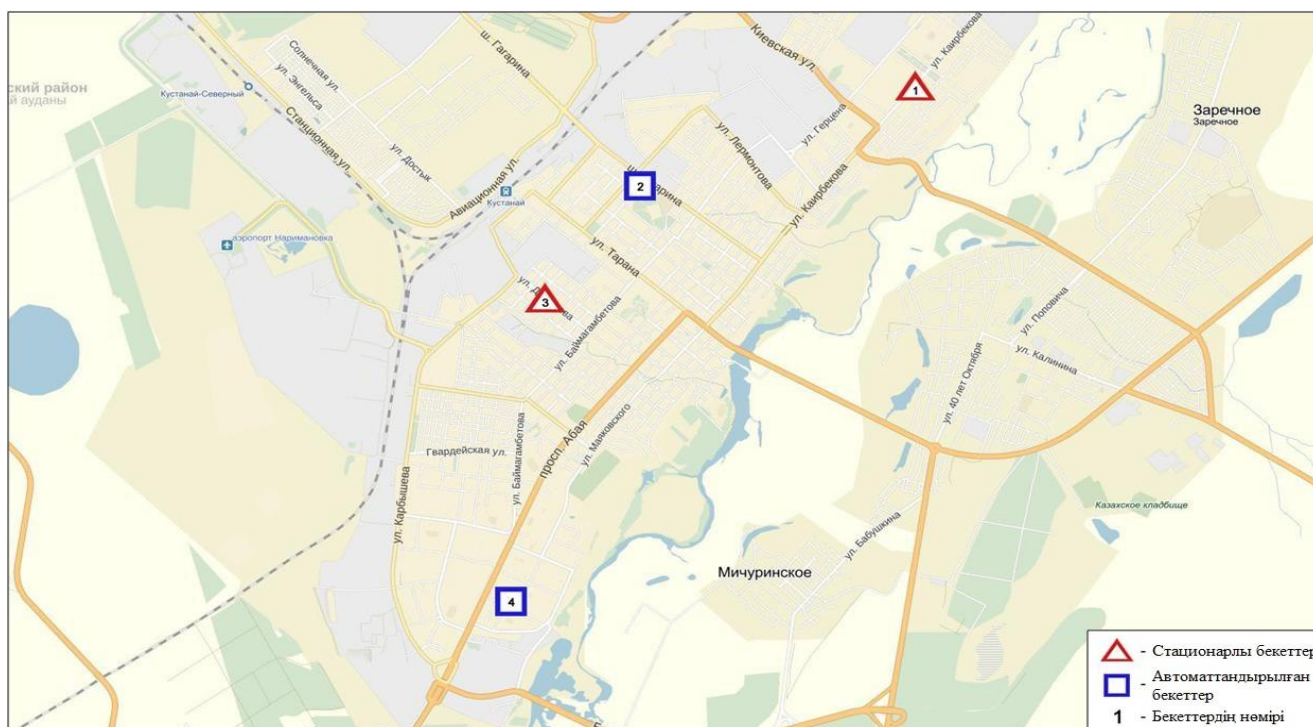 Киевская ул.
ул. Каирбекова
1
ш. Гагарина
Солнечная ул.
ул. Энгельса
ский район
й ауданы
Кустанай-Северный
Заречное
Заречное
ул. Герцена
ул. Лермонтова
Станционная ул.
ул. Достык
Авиационная ул.
Кустанай
2
ул. Каирбекова
аэропорт Наримановка
ул. Тарана
3
ул. Баймагамбетова
ул. Поповича
ул. Калинина
ул. 40 лет Октября
просп. Абая
ул. Маяковского
Гвардейская ул.
ул. Баймагамбетова
ул. Карбышева
Казахское кладбище
ул. Бабушкина
Мичуринское
4
- Стационарлы бекеттер
- Автоматтандырылған
бекеттер
1 - Бекеттердің нөмірі